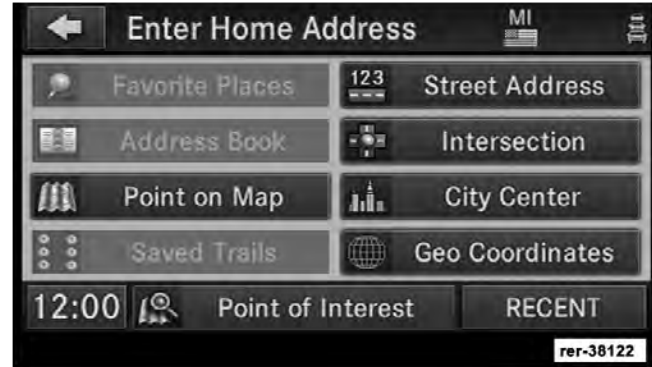 Enter Home Address MI
Favorite Places 123 Street Address
Address Book Intersection
Point on Map City Center
Saved Trails Geo Coordinates
12:00 Point of Interest RECENT
rer-38122